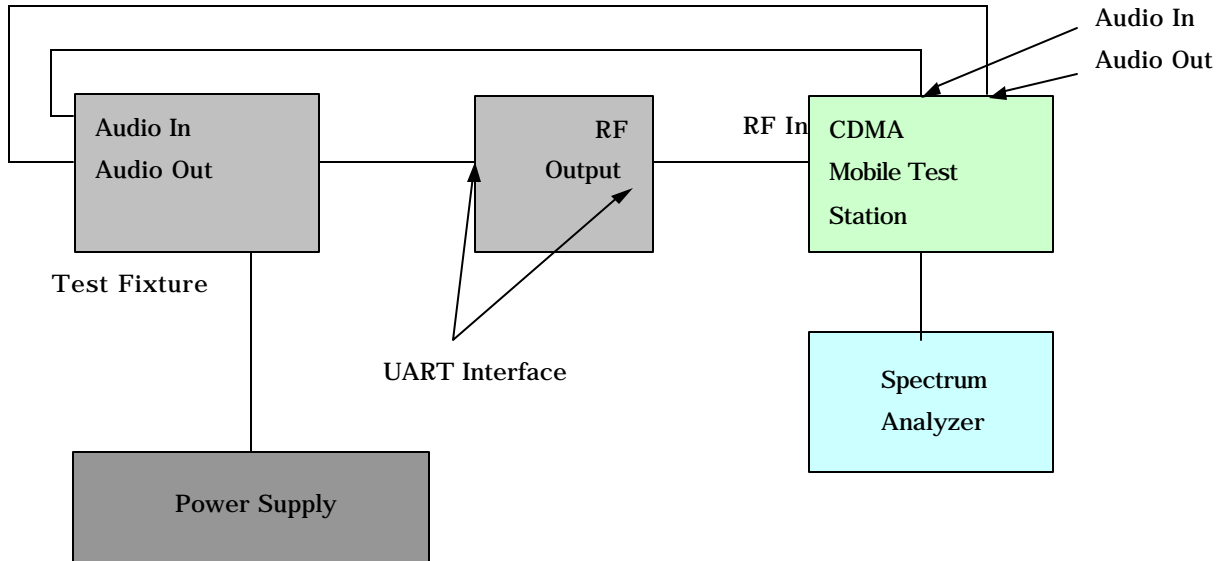 Audio In
Audio Out
Audio In
Audio Out
RF
Output
RF In
CDMA
Mobile Test
Station
Test Fixture
UART Interface
Spectrum
Analyzer
Power Supply